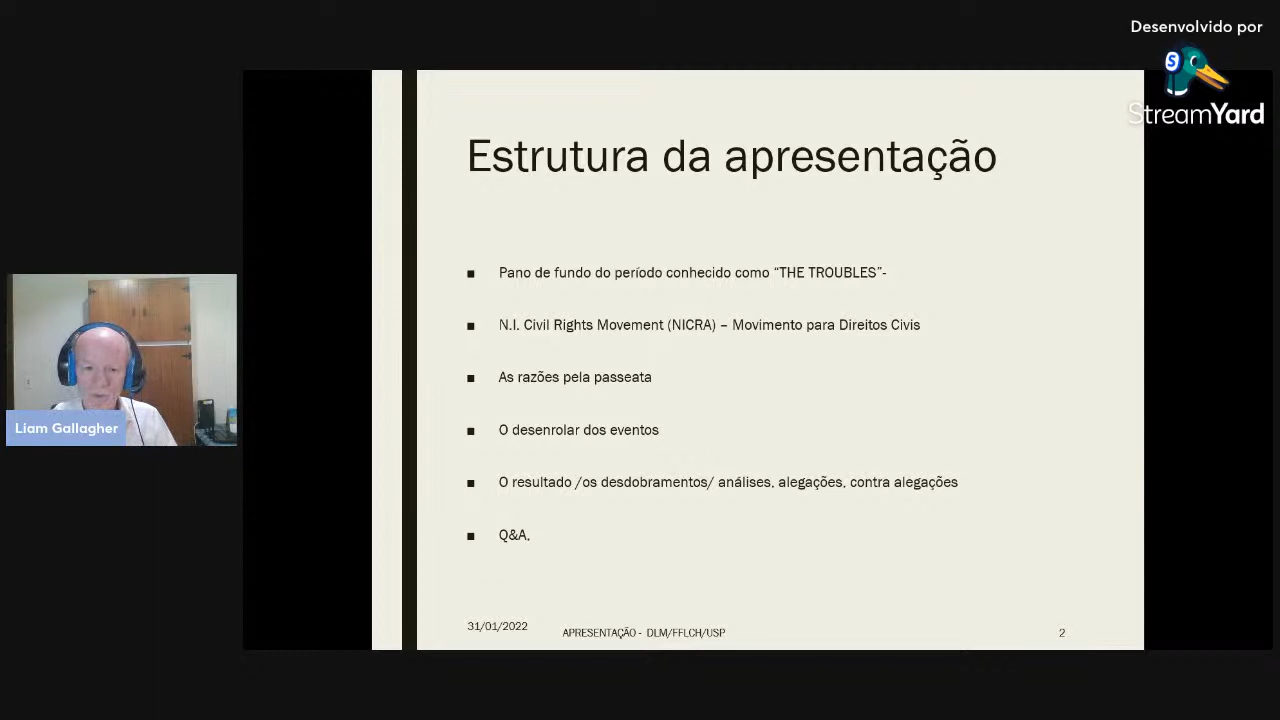 Desenvolvido por
StreamYard
Estrutura da apresentação
■ Pano de fundo do período conhecido como “THE TROUBLES”-
■ N.I. Civil Rights Movement (NICRA) – Movimento para Direitos Civis
■ As razões pela passeata
■ O desenrolar dos eventos
■ O resultado /os desdobramentos/ análises, alegações, contra alegações
■ Q&A,
Liam Gallagher
31/01/2022
APRESENTAÇÃO - DLM/FFLCH/USP
2